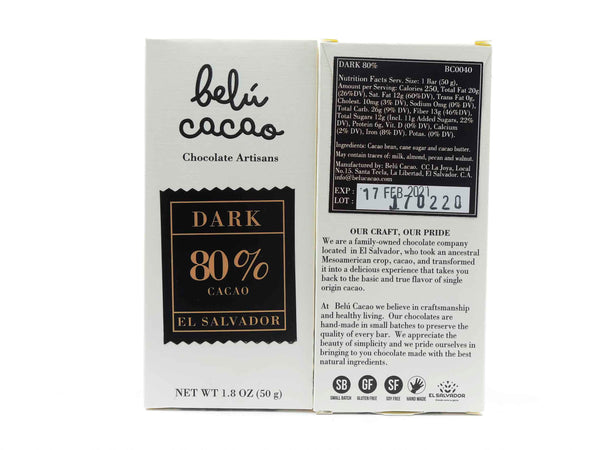 belú
cacao
Chocolate Artisans
DARK
80%
CACAO
EL SALVADOR
NET WT 1.8 OZ (50 g)
DARK 80% BC0040
Nutrition Facts Serv. Size: 1 Bar (50 g),
Amount per Serving: Calories 250, Total Fat 20g
(26%DV), Sat. Fat 12g (60%DV), Trans Fat 0g,
Cholest. 10mg (3% DV), Sodium 0mg (0% DV),
Total Carb. 26g (9% DV), Fiber 13g (46%DV),
Total Sugars 12g (Incl. 11g Added Sugars, 22%
DV), Protein 6g, Vit. D (0% DV), Calcium
(2% DV), Iron (8% DV), Potas. (0% DV).
Ingredients: Cacao bean, cane sugar and cacao butter.
May contain traces of: milk, almond, pecan and walnut.
Manufactured by: Belú Cacao. CC La Joya, Local
No.15. Santa Tecla, La Libertad, El Salvador. C.A.
info@belucacao.com
EXP : 17 FEB 2021
LOT : 170220
OUR CRAFT, OUR PRIDE
We are a family-owned chocolate company
located in El Salvador, who took an ancestral
Mesoamerican crop, cacao, and transformed
it into a delicious experience that takes you
back to the basic and true flavor of single
origin cacao.
At Belú Cacao we believe in craftsmanship
and healthy living. Our chocolates are
hand-made in small batches to preserve the
quality of every bar. We appreciate the
beauty of simplicity and we pride ourselves in
bringing to you chocolate made with the best
natural ingredients.
SB GF SF
SMALL BATCH GLUTEN FREE SOY FREE HAND MADE EL SALVADOR